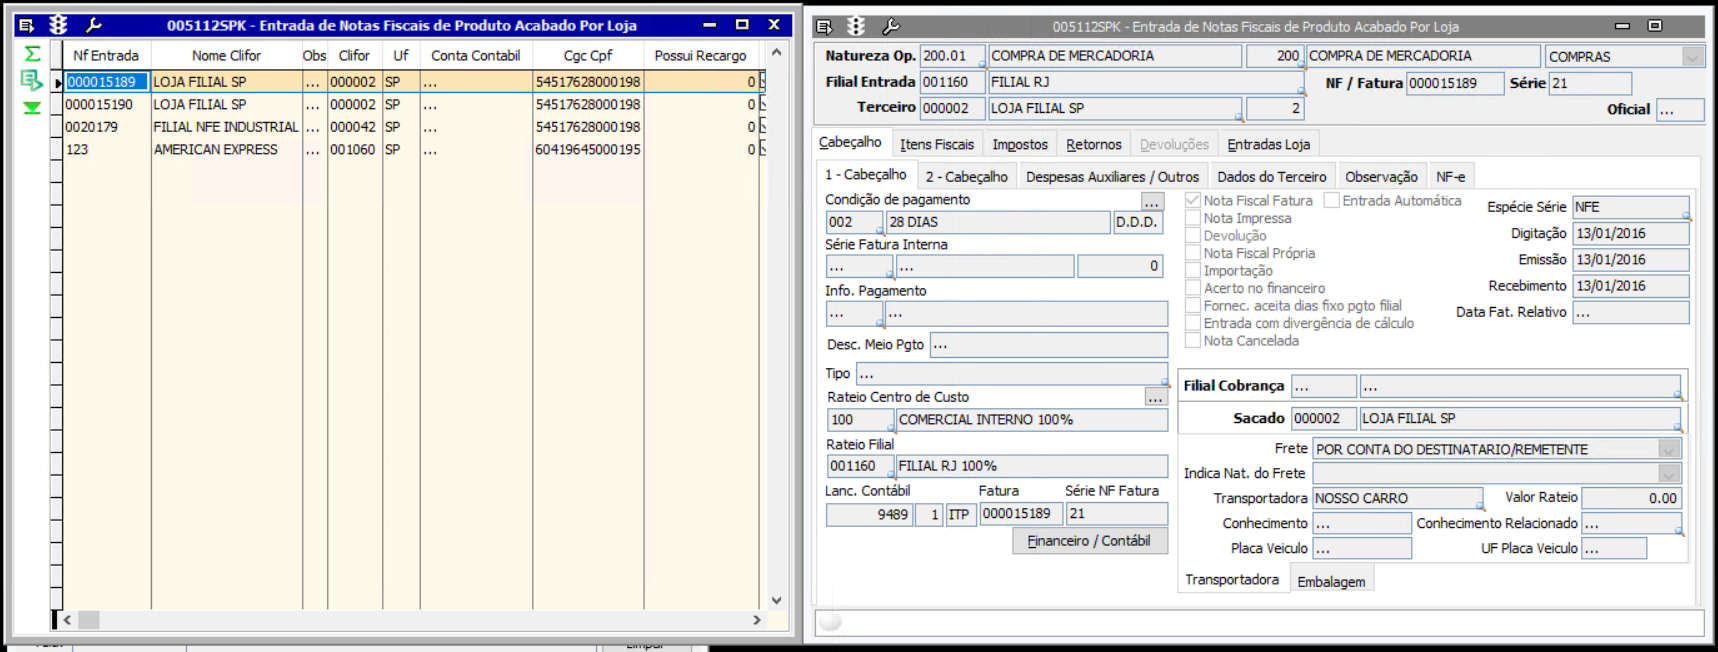 005112SPK - Entrada de Notas Fiscais de Produto Acabado Por Loja
Nf Entrada Nome Clifor Obs Clifor Uf Conta Contabil Cgc Cpf Possui Recargo
000015189 LOJA FILIAL SP ... 000002 SP ... 54517628000198 0
000015190 LOJA FILIAL SP ... 000002 SP ... 54517628000198 0
0020179 FILIAL NFE INDUSTRIAL ... 000042 SP ... 54517628000198 0
123 AMERICAN EXPRESS ... 001060 SP ... 60419645000195 0
005112SPK - Entrada de Notas Fiscais de Produto Acabado Por Loja
Natureza Op. 200.01 COMPRA DE MERCADORIA 200 COMPRA DE MERCADORIA COMPRAS
Filial Entrada 001160 FILIAL RJ NF / Fatura 000015189 Série 21
Terceiro 000002 LOJA FILIAL SP 2 Oficial ...
Cabeçalho Itens Fiscais Impostos Retornos Devoluções Entradas Loja
1 - Cabeçalho 2 - Cabeçalho Despesas Auxiliares / Outros Dados do Terceiro Observação NF-e
Condição de pagamento ...
002 28 DIAS D.D.D.
Série Fatura Interna
... ... 0
Info. Pagamento
... ...
Desc. Meio Pgto ...
Tipo ...
Rateio Centro de Custo ...
100 COMERCIAL INTERNO 100%
Rateio Filial
001160 FILIAL RJ 100%
Lanc. Contábil Fatura Série NF Fatura
9489 1 ITP 000015189 21
Financeiro / Contábil
Nota Fiscal Fatura Entrada Automática
Nota Impressa
Devolução
Nota Fiscal Própria
Importação
Acerto no financeiro
Fornec. aceita dias fixo pgto filial
Entrada com divergência de cálculo
Nota Cancelada
Espécie Série NFE
Digitação 13/01/2016
Emissão 13/01/2016
Recebimento 13/01/2016
Data Fat. Relativo ...
Filial Cobrança ... ...
Sacado 000002 LOJA FILIAL SP
Frete POR CONTA DO DESTINATARIO/REMETENTE
Indica Nat. do Frete
Transportadora NOSSO CARRO Valor Rateio 0.00
Conhecimento ... Conhecimento Relacionado ...
Placa Veiculo ... UF Placa Veiculo ...
Transportadora Embalagem